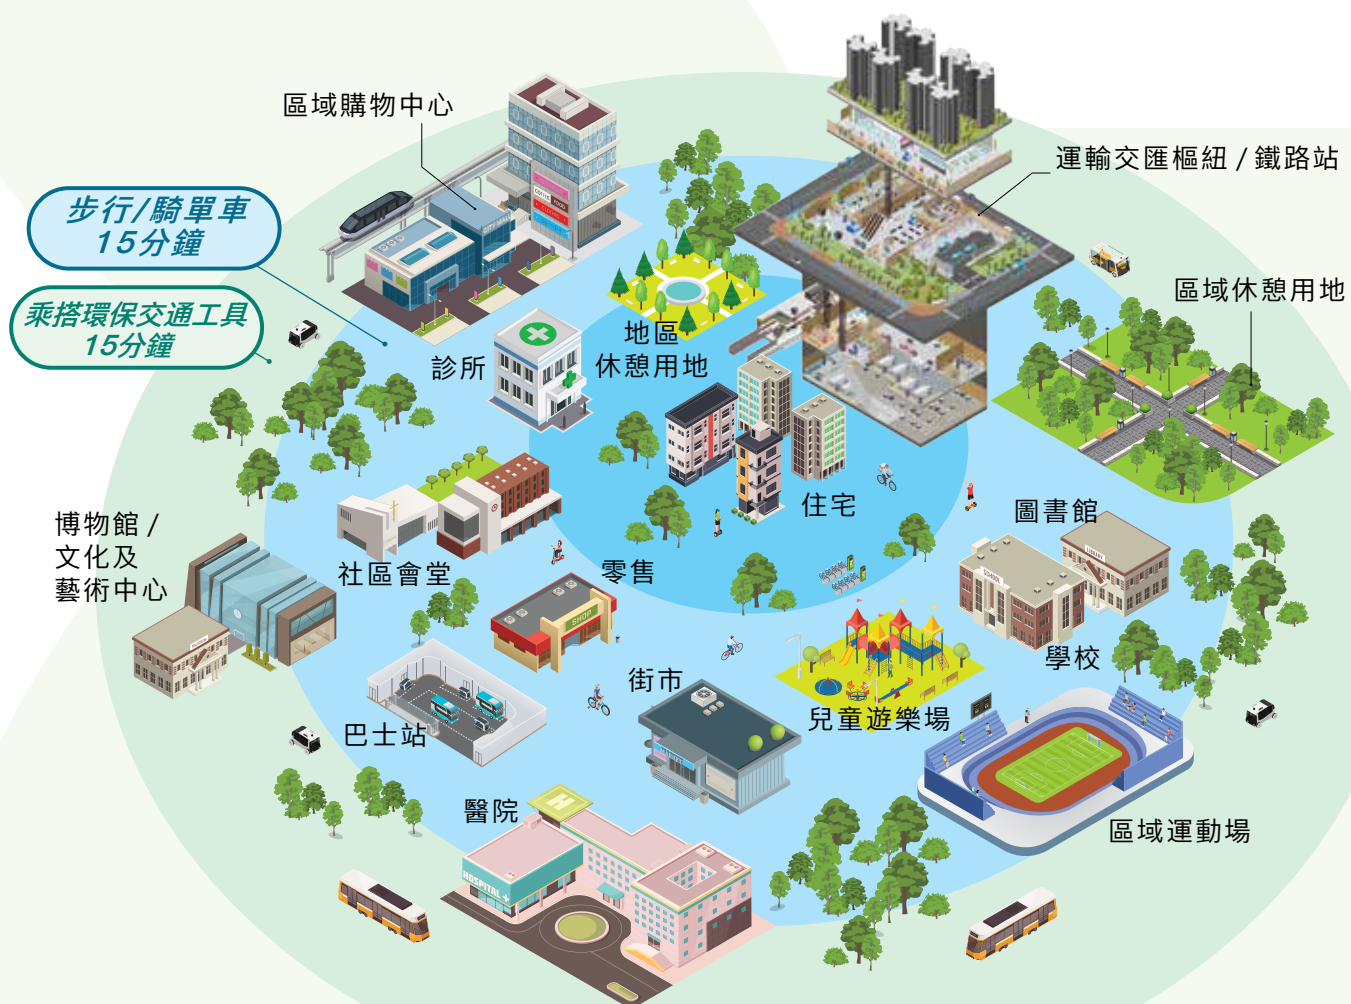 區域購物中心
運輸交匯樞紐 / 鐵路站
步行/騎單車
15分鐘
區域休憩用地
乘搭環保交通工具
15分鐘
地區
休憩用地
診所
住宅
圖書館
博物館 /
文化及
藝術中心
社區會堂
零售
LIBRARY
SCHOOL
SHOP
學校
街市
兒童遊樂場
巴士站
醫院
區域運動場
H
HOSPITAL +